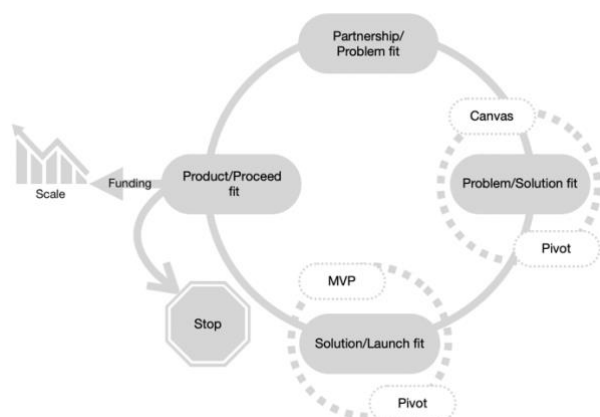 Partnership/
Problem fit
Canvas
Problem/Solution fit
Pivot
Product/Proceed
fit
Funding
Scale
MVP
Stop
Solution/Launch fit
Pivot